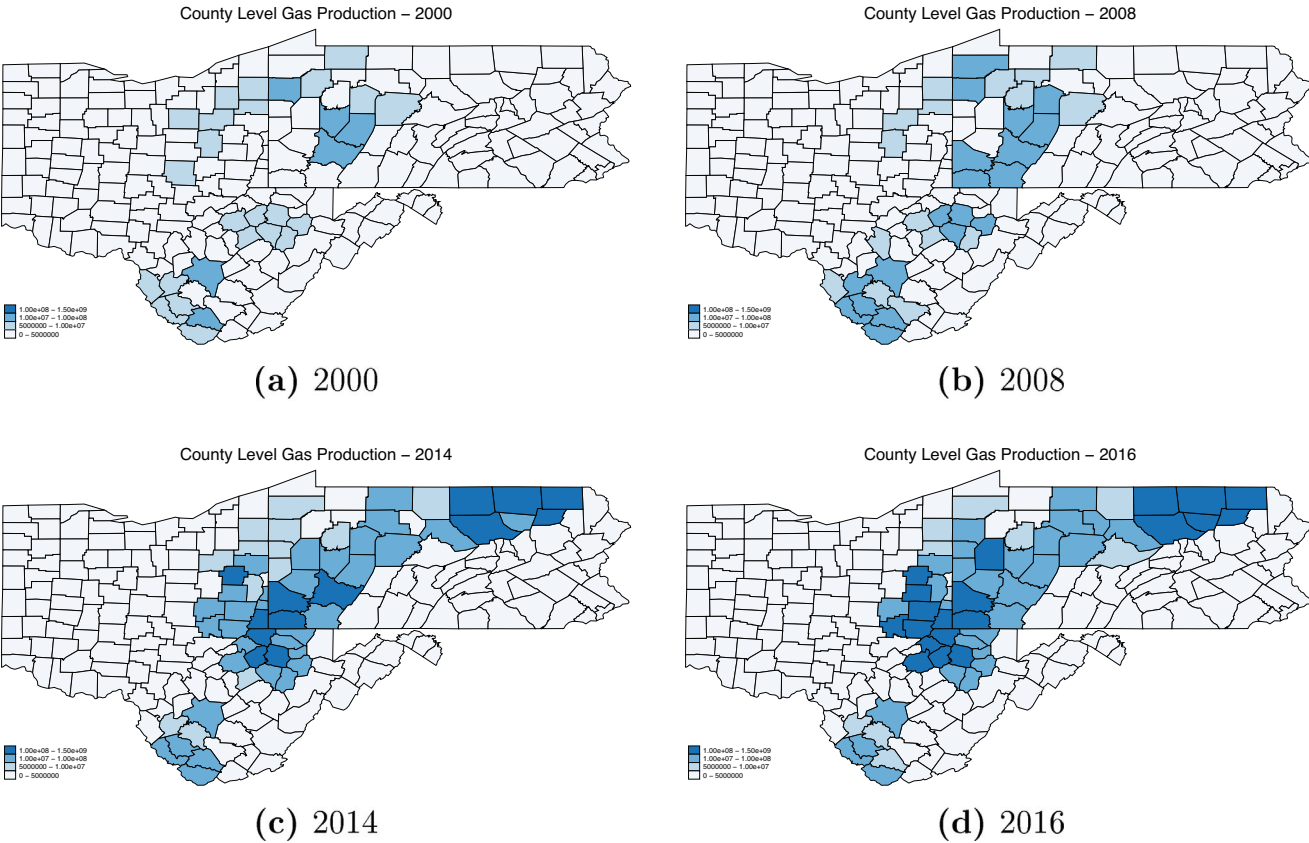 County Level Gas Production – 2000
1.00e+08 – 1.50e+09
1.00e+07 – 1.00e+08
5000000 – 1.00e+07
0 – 5000000
(a) 2000
County Level Gas Production – 2008
1.00e+08 – 1.50e+09
1.00e+07 – 1.00e+08
5000000 – 1.00e+07
0 – 5000000
(b) 2008
County Level Gas Production – 2014
1.00e+08 – 1.50e+09
1.00e+07 – 1.00e+08
5000000 – 1.00e+07
0 – 5000000
(c) 2014
County Level Gas Production – 2016
1.00e+08 – 1.50e+09
1.00e+07 – 1.00e+08
5000000 – 1.00e+07
0 – 5000000
(d) 2016